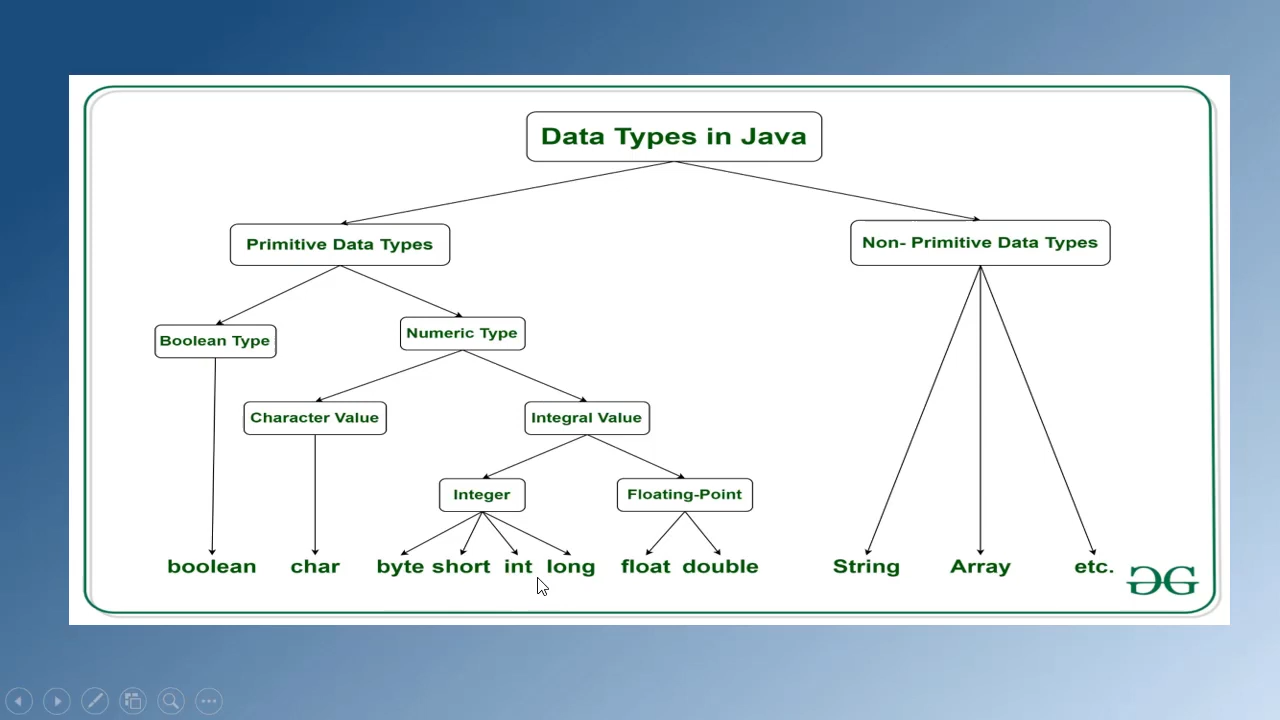 Data Types in Java
Primitive Data Types
Non- Primitive Data Types
Boolean Type
Numeric Type
Character Value
Integral Value
Integer
Floating-Point
boolean char byte short int long float double String Array etc.